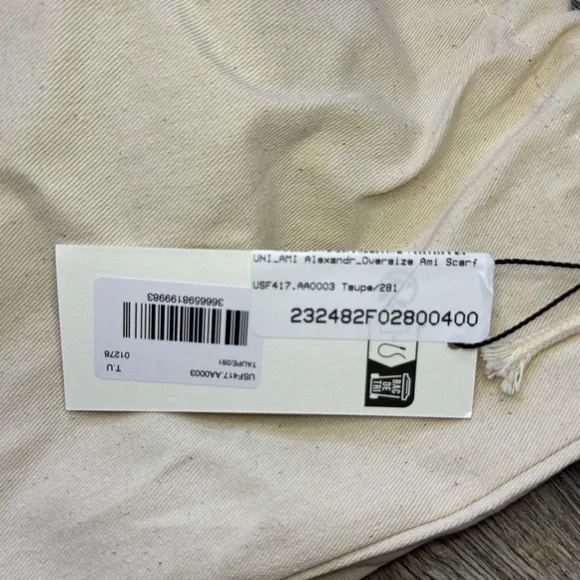 UNI_AMI Alexandr_Oversize Ami Scarf
USF417.AA0003 Taupe/281
232482F02800400
3666598199983
USF417.AA0003
TAUPE/281
T.U
01278
BAC
DE
TRI